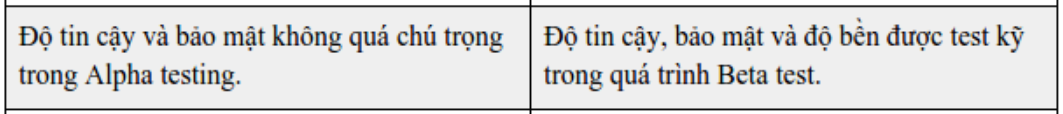 Độ tin cậy và bảo mật không quá chú trọng
trong Alpha testing.
Độ tin cậy, bảo mật và độ bền được test kỹ
trong quá trình Beta test.